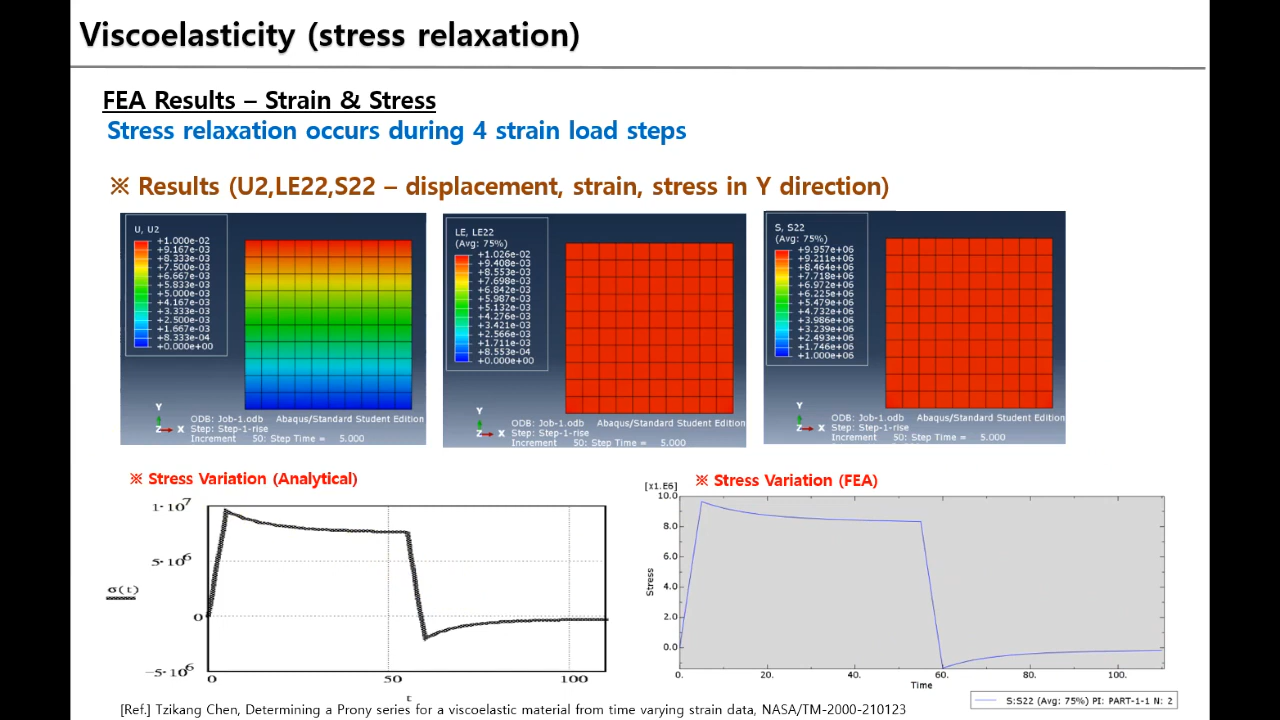 Viscoelasticity (stress relaxation)
FEA Results – Strain & Stress
Stress relaxation occurs during 4 strain load steps
※ Results (U2,LE22,S22 – displacement, strain, stress in Y direction)
U, U2
+1.000e-02
+9.167e-03
+8.333e-03
+7.500e-03
+6.667e-03
+5.833e-03
+5.000e-03
+4.167e-03
+3.333e-03
+2.500e-03
+1.667e-03
+8.333e-04
+0.000e+00
Y
Z X
ODB: Job-1.odb Abaqus/Standard Student Edition
Step: Step-1-rise
Increment 50: Step Time = 5.000
LE, LE22
(Avg: 75%)
+1.026e-02
+9.408e-03
+8.553e-03
+7.698e-03
+6.842e-03
+5.987e-03
+5.132e-03
+4.276e-03
+3.421e-03
+2.566e-03
+1.711e-03
+8.553e-04
+0.000e+00
Y
Z X
ODB: Job-1.odb Abaqus/Standard Student Edition
Step: Step-1-rise
Increment 50: Step Time = 5.000
S, S22
(Avg: 75%)
+9.957e+06
+9.211e+06
+8.464e+06
+7.718e+06
+6.972e+06
+6.225e+06
+5.479e+06
+4.732e+06
+3.986e+06
+3.239e+06
+2.493e+06
+1.746e+06
+1.000e+06
Y
Z X
ODB: Job-1.odb Abaqus/Standard Student Edition
Step: Step-1-rise
Increment 50: Step Time = 5.000
※ Stress Variation (Analytical)
1·10⁷
5·10⁶
σ(t)
0
−5·10⁶
0 50 100
t
※ Stress Variation (FEA)
[x1.E6]
10.0
8.0
6.0
4.0
2.0
0.0
Stress
0. 20. 40. 60. 80. 100.
Time
S:S22 (Avg: 75%) PI: PART-1-1 N: 2
[Ref.] Tzikang Chen, Determining a Prony series for a viscoelastic material from time varying strain data, NASA/TM-2000-210123